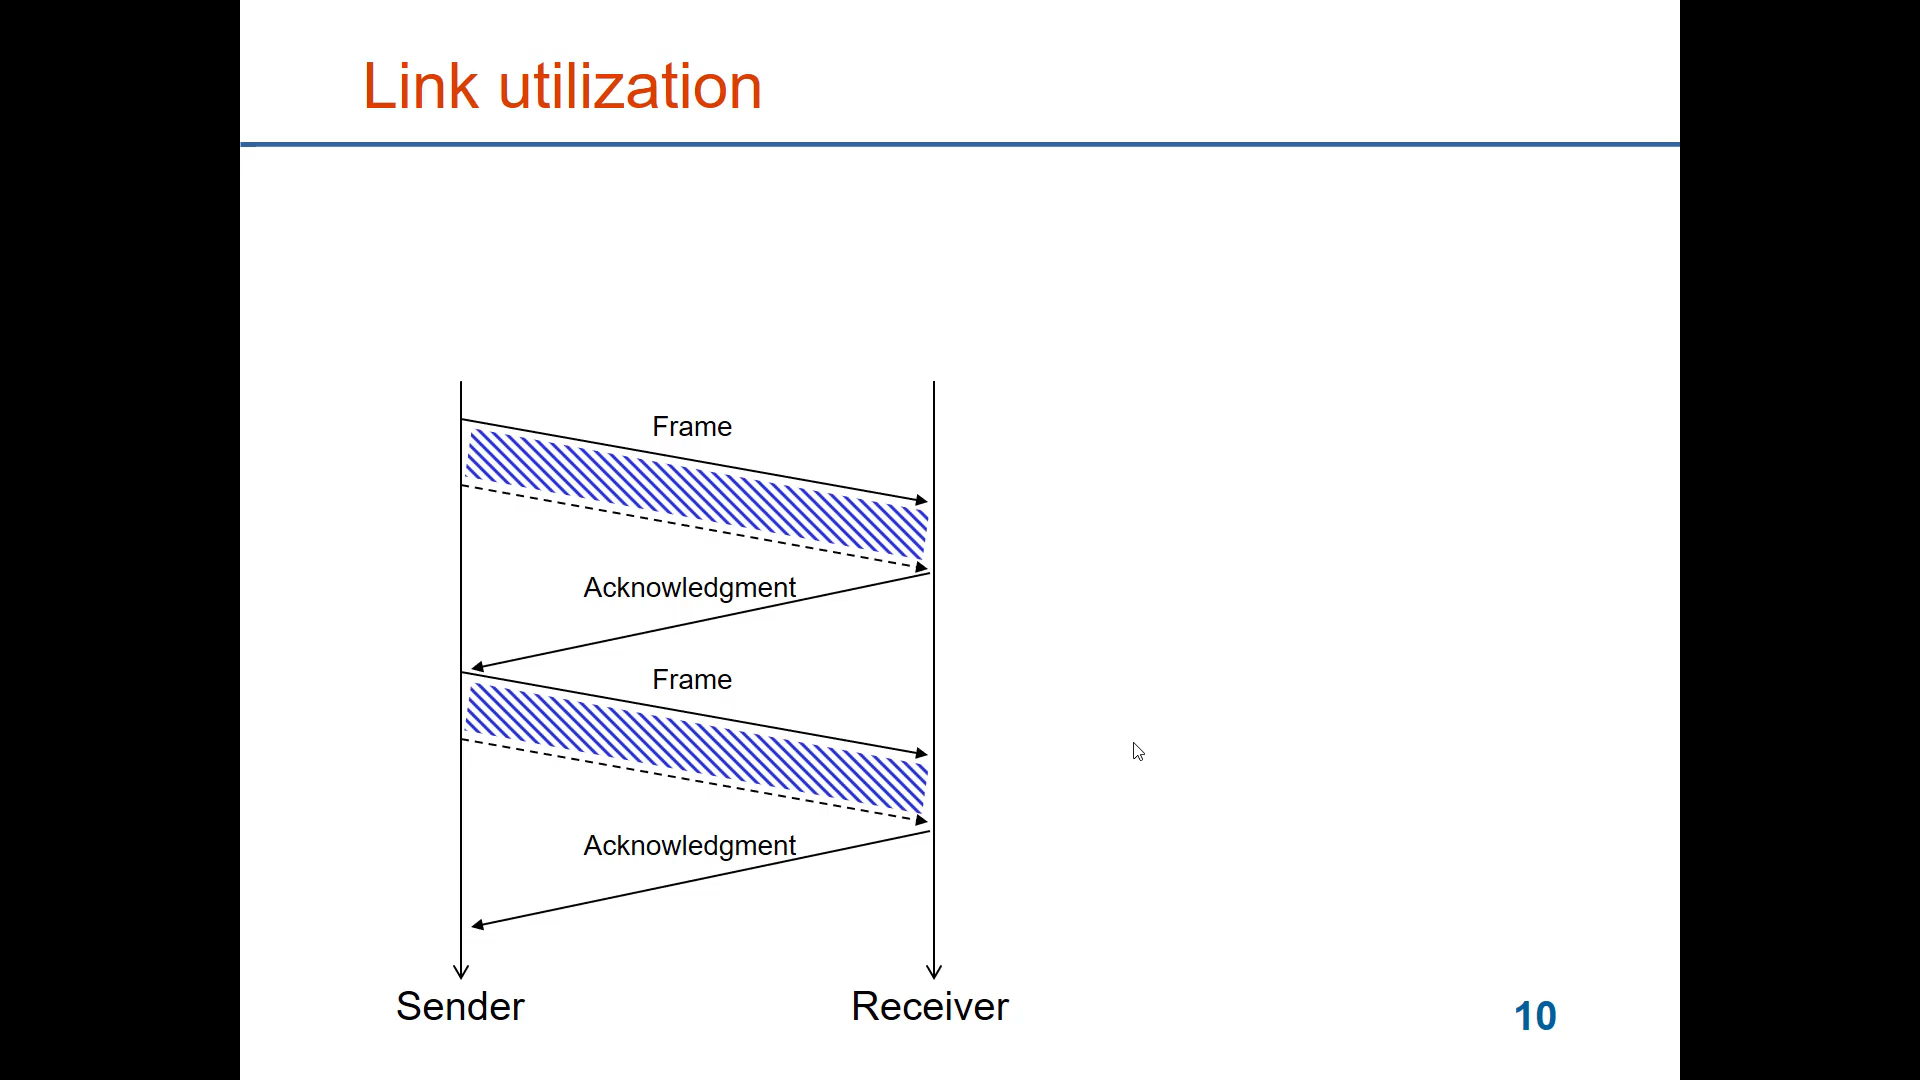 Link utilization
Frame
Acknowledgment
Frame
Acknowledgment
Sender
Receiver
10